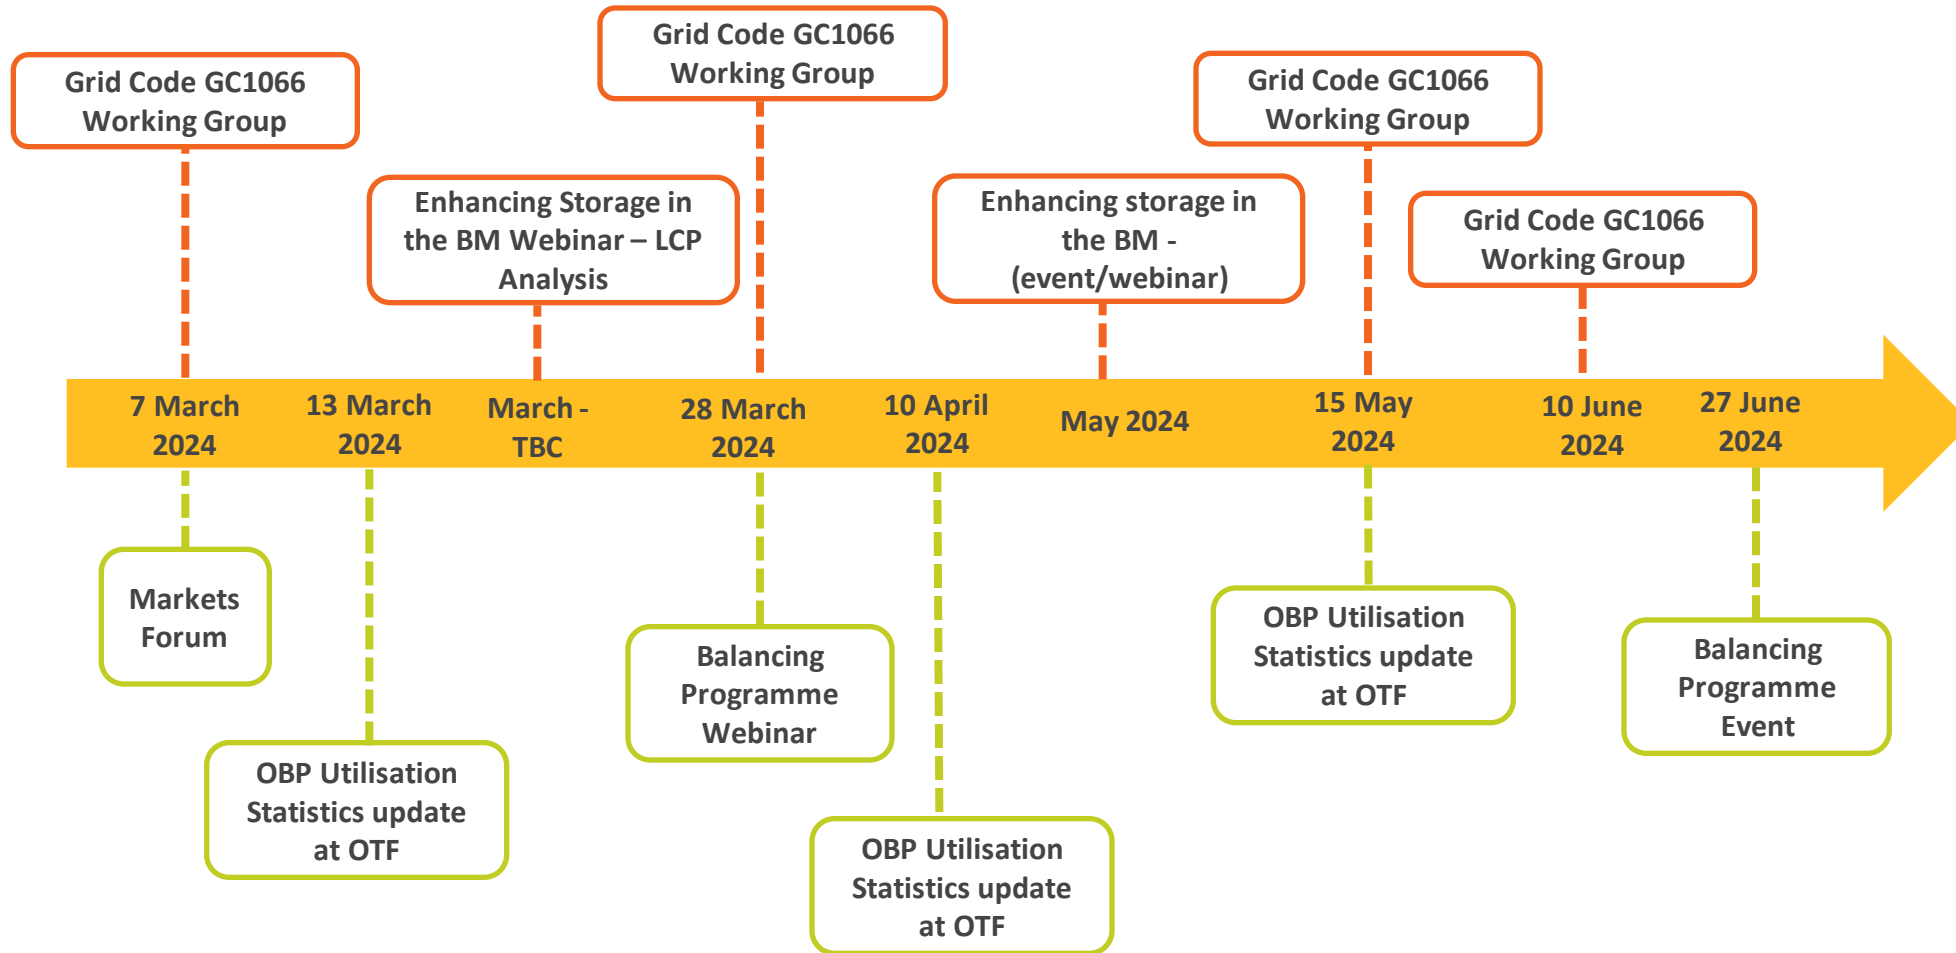 Grid Code GC1066
Working Group
Enhancing Storage in
the BM Webinar – LCP
Analysis
Grid Code GC1066
Working Group
Enhancing storage in
the BM -
(event/webinar)
Grid Code GC1066
Working Group
Grid Code GC1066
Working Group
7 March
2024
13 March
2024
March -
TBC
28 March
2024
10 April
2024
May 2024
15 May
2024
10 June
2024
27 June
2024
Markets
Forum
OBP Utilisation
Statistics update
at OTF
Balancing
Programme
Webinar
OBP Utilisation
Statistics update
at OTF
OBP Utilisation
Statistics update
at OTF
Balancing
Programme
Event